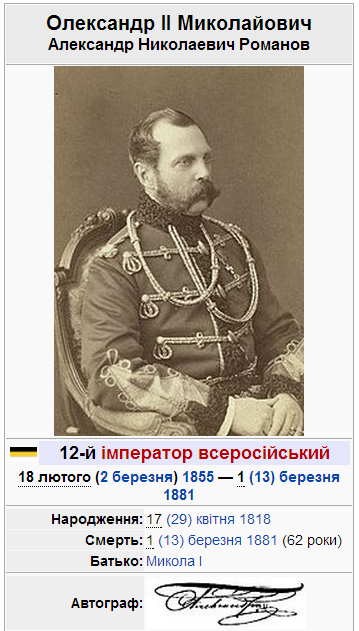 Олександр II Миколайович
Александр Николаевич Романов
12-й імператор всеросійський
18 лютого (2 березня) 1855 — 1 (13) березня
1881
Народження: 17 (29) квітня 1818
Смерть: 1 (13) березня 1881 (62 роки)
Батько: Микола I
Автограф: